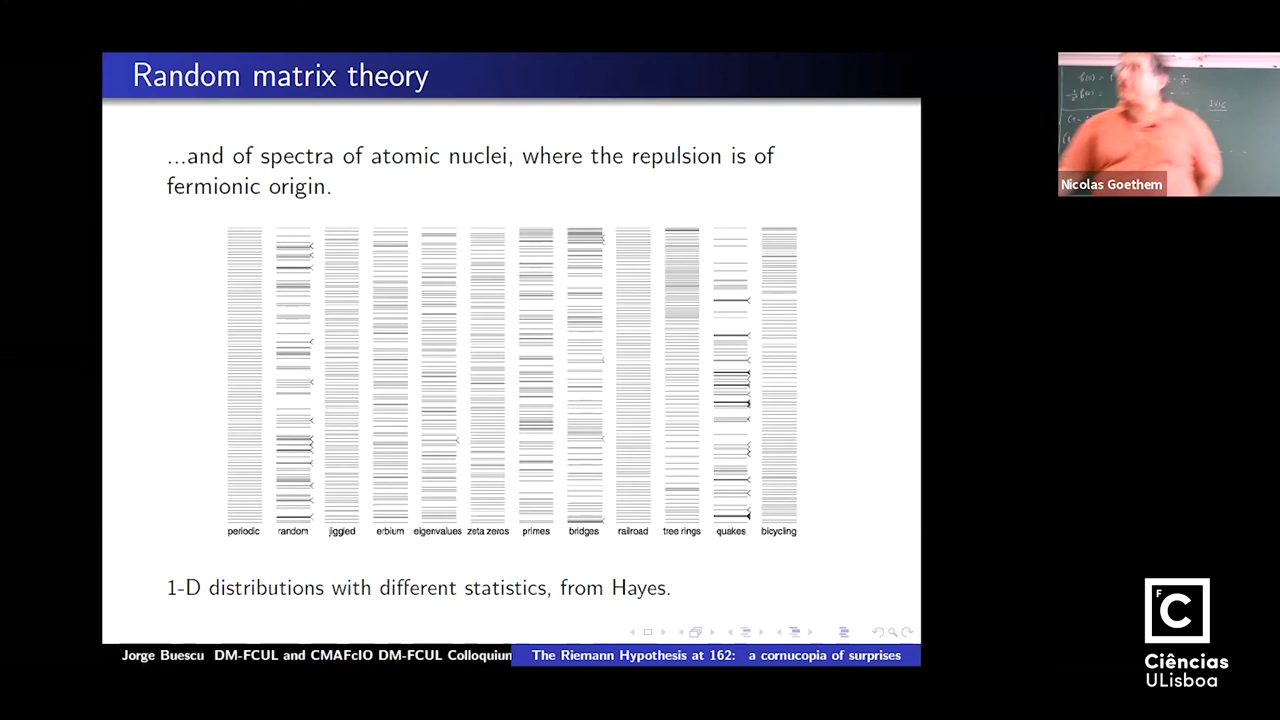 Random matrix theory
...and of spectra of atomic nuclei, where the repulsion is of
fermionic origin.
periodic random jiggled erbium eigenvalues zeta zeros primes bridges railroad tree rings quakes bicycling
1-D distributions with different statistics, from Hayes.
Jorge Buescu DM-FCUL and CMAFcIO DM-FCUL Colloquium
The Riemann Hypothesis at 162: a cornucopia of surprises
Nicolas Goethem
F
C
Ciências
ULisboa